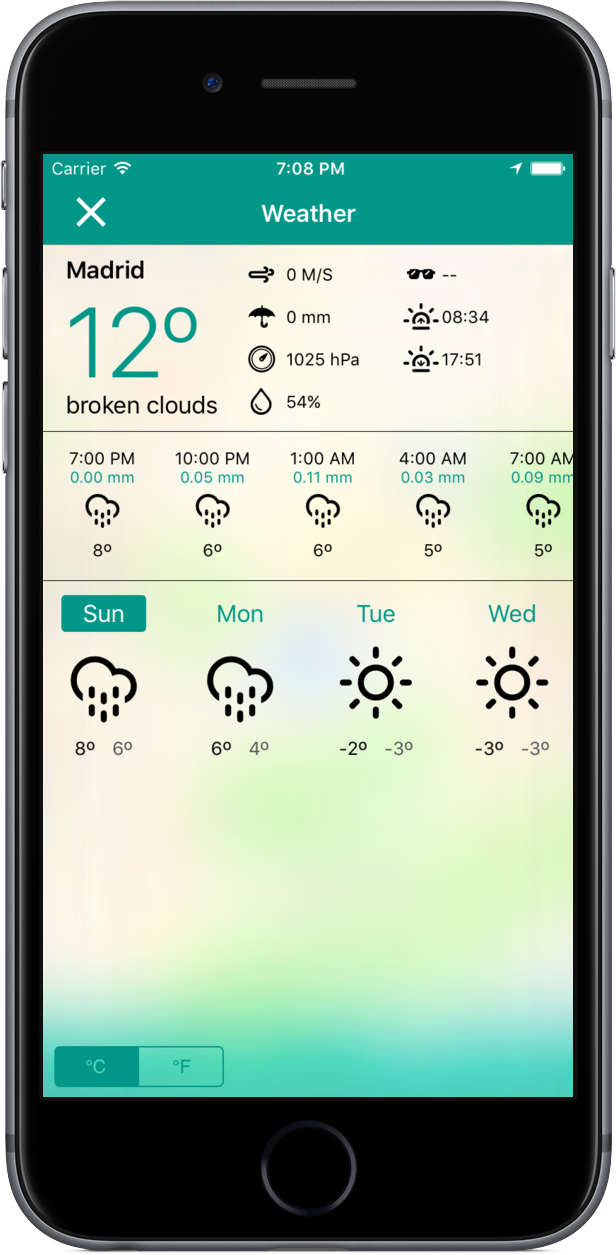 Carrier 7:08 PM
Weather
Madrid
12º
broken clouds
0 M/S
0 mm
1025 hPa
54%
--
08:34
17:51
7:00 PM 10:00 PM 1:00 AM 4:00 AM 7:00 AM
0.00 mm 0.05 mm 0.11 mm 0.03 mm 0.09 mm
8º 6º 6º 5º 5º
Sun Mon Tue Wed
8º 6º 6º 4º -2º -3º -3º -3º
°C °F